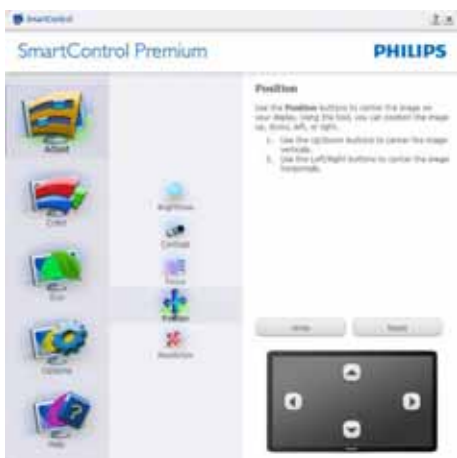 SmartControl
? x
SmartControl Premium
PHILIPS
Adjust
Color
Eco
Options
Help
Brightness
Contrast
Focus
Position
Resolution
Position
Use the Position buttons to center the image on
your display. Using the tool, you can position the image
up, down, left, or right.
1. Use the Up/Down buttons to center the image
vertically.
2. Use the Left/Right buttons to center the image
horizontally.
Reset